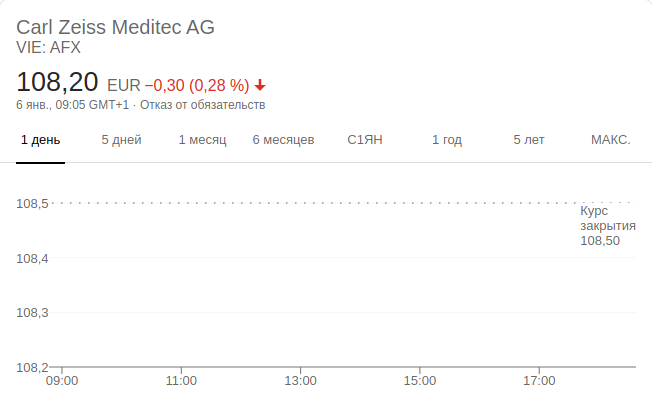 Carl Zeiss Meditec AG
VIE: AFX
108,20 EUR −0,30 (0,28 %)
6 янв., 09:05 GMT+1 · Отказ от обязательств
1 день 5 дней 1 месяц 6 месяцев С1ЯН 1 год 5 лет МАКС.
108,5
Курс
закрытия
108,50
108,4
108,3
108,2
09:00 11:00 13:00 15:00 17:00